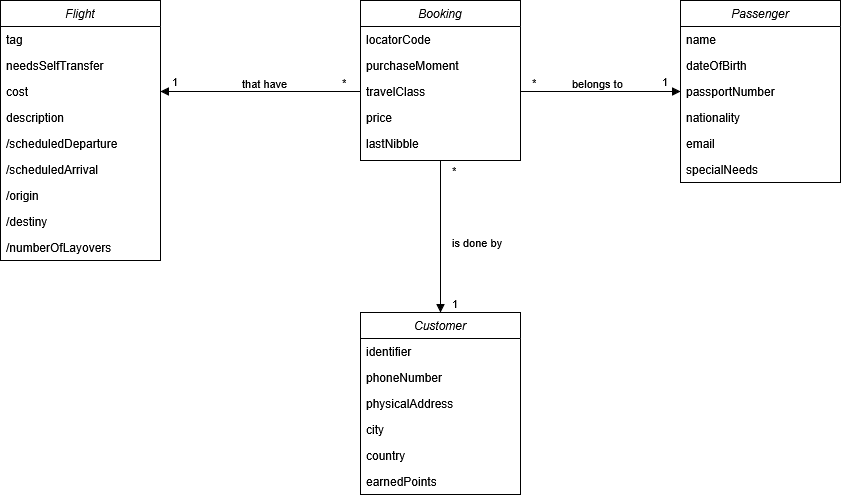 Flight
tag
needsSelfTransfer
cost
description
/scheduledDeparture
/scheduledArrival
/origin
/destiny
/numberOfLayovers
1
that have
*
Booking
locatorCode
purchaseMoment
travelClass
price
lastNibble
*
belongs to
1
Passenger
name
dateOfBirth
passportNumber
nationality
email
specialNeeds
*
is done by
1
Customer
identifier
phoneNumber
physicalAddress
city
country
earnedPoints